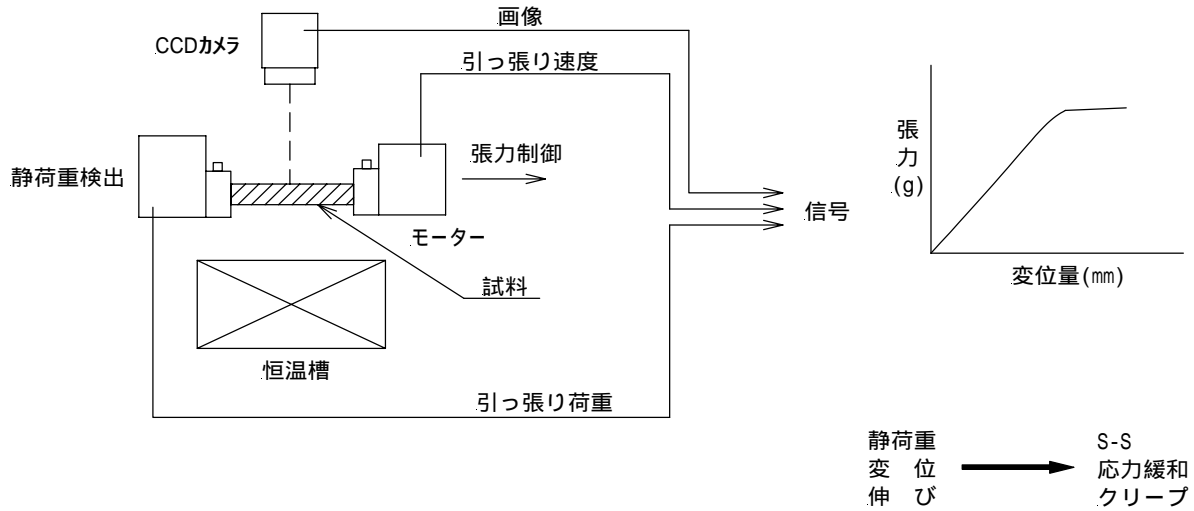 画像
CCDカメラ
引っ張り速度
張力制御
静荷重検出
モーター
試料
恒温槽
引っ張り荷重
信号
張
力
(g)
変位量(㎜)
静荷重
変　位
伸　び
S-S
応力緩和
クリープ